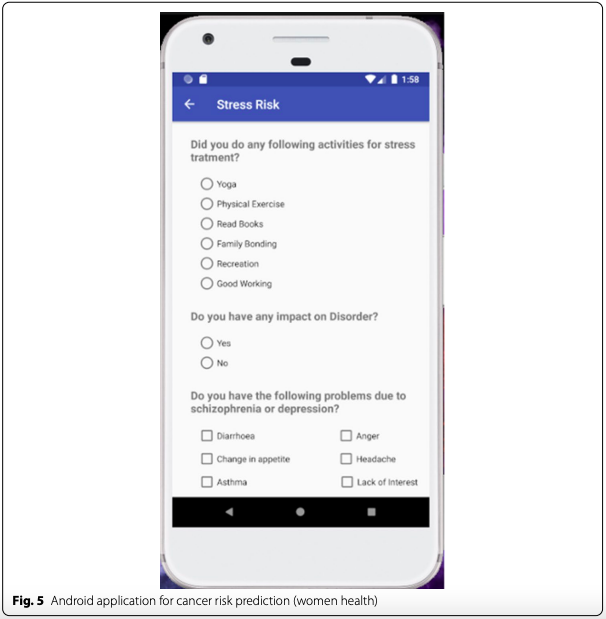 1:58
Stress Risk
Did you do any following activities for stress
tratment?
Yoga
Physical Exercise
Read Books
Family Bonding
Recreation
Good Working
Do you have any impact on Disorder?
Yes
No
Do you have the following problems due to
schizophrenia or depression?
Diarrhoea Anger
Change in appetite Headache
Asthma Lack of Interest
Fig. 5 Android application for cancer risk prediction (women health)